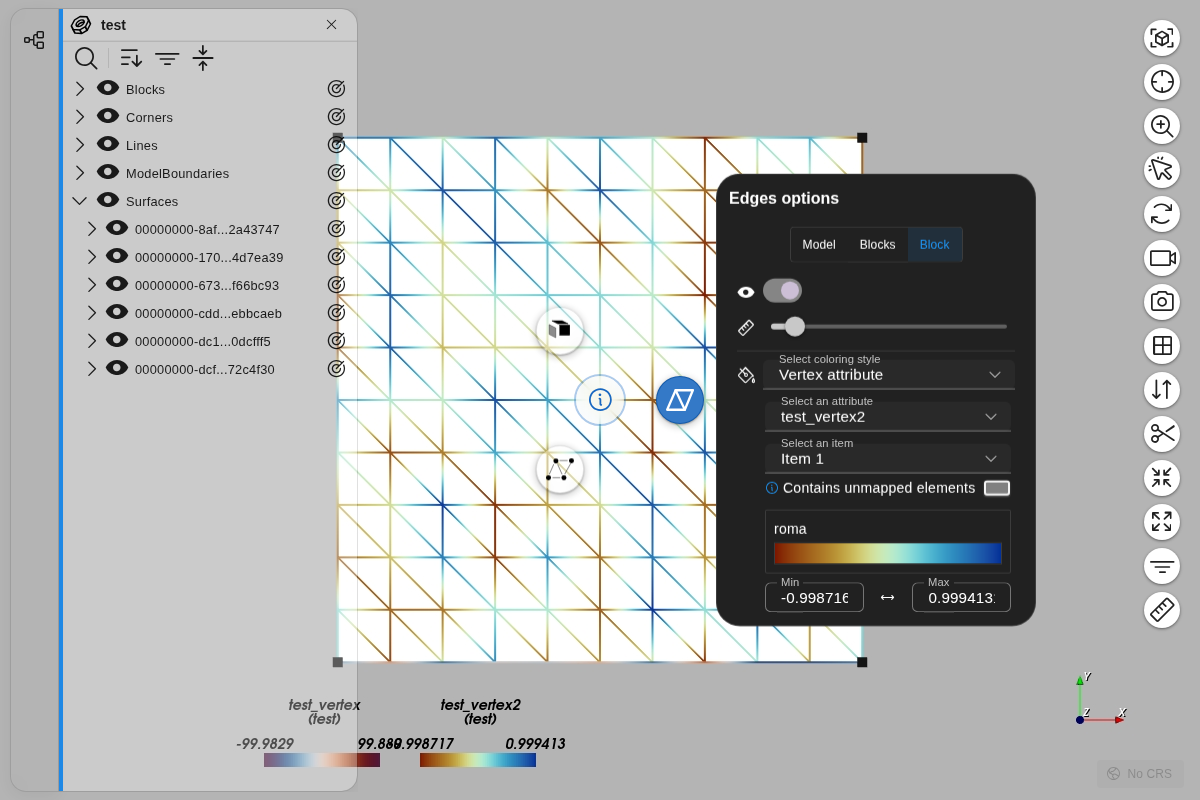 test
Blocks
Corners
Lines
ModelBoundaries
Surfaces
00000000-8af...2a43747
00000000-170...4d7ea39
00000000-673...f66bc93
00000000-cdd...ebbcaeb
00000000-dc1...0dcfff5
00000000-dcf...72c4f30
Edges options
Model Blocks Block
Select coloring style
Vertex attribute
Select an attribute
test_vertex2
Select an item
Item 1
Contains unmapped elements
roma
Min Max
-0.998716 0.999413
test_vertex
(test)
-99.9829 99.88
test_vertex2
(test)
0.998717 0.999413
Y
Z X
No CRS